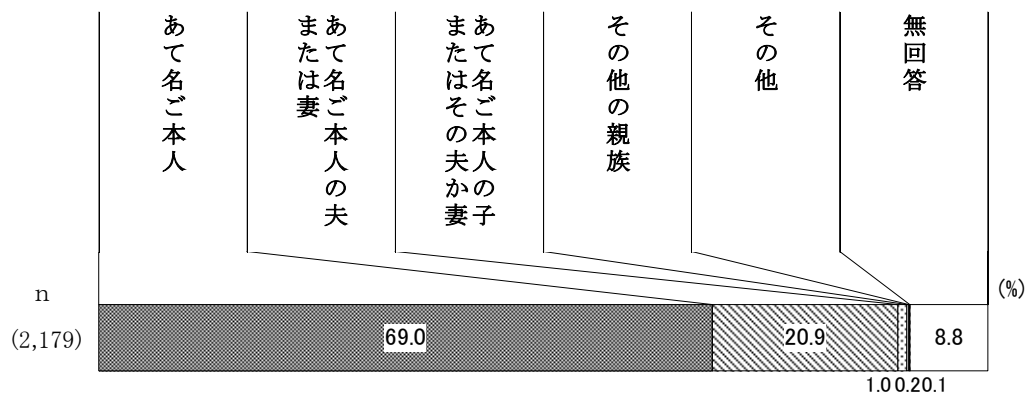 あて名ご本人
あて名ご本人の夫
または妻
あて名ご本人の子
またはその夫か妻
その他の親族
その他
無回答
(%)
n
(2,179)
69.0
20.9
8.8
1.0
0.2
0.1